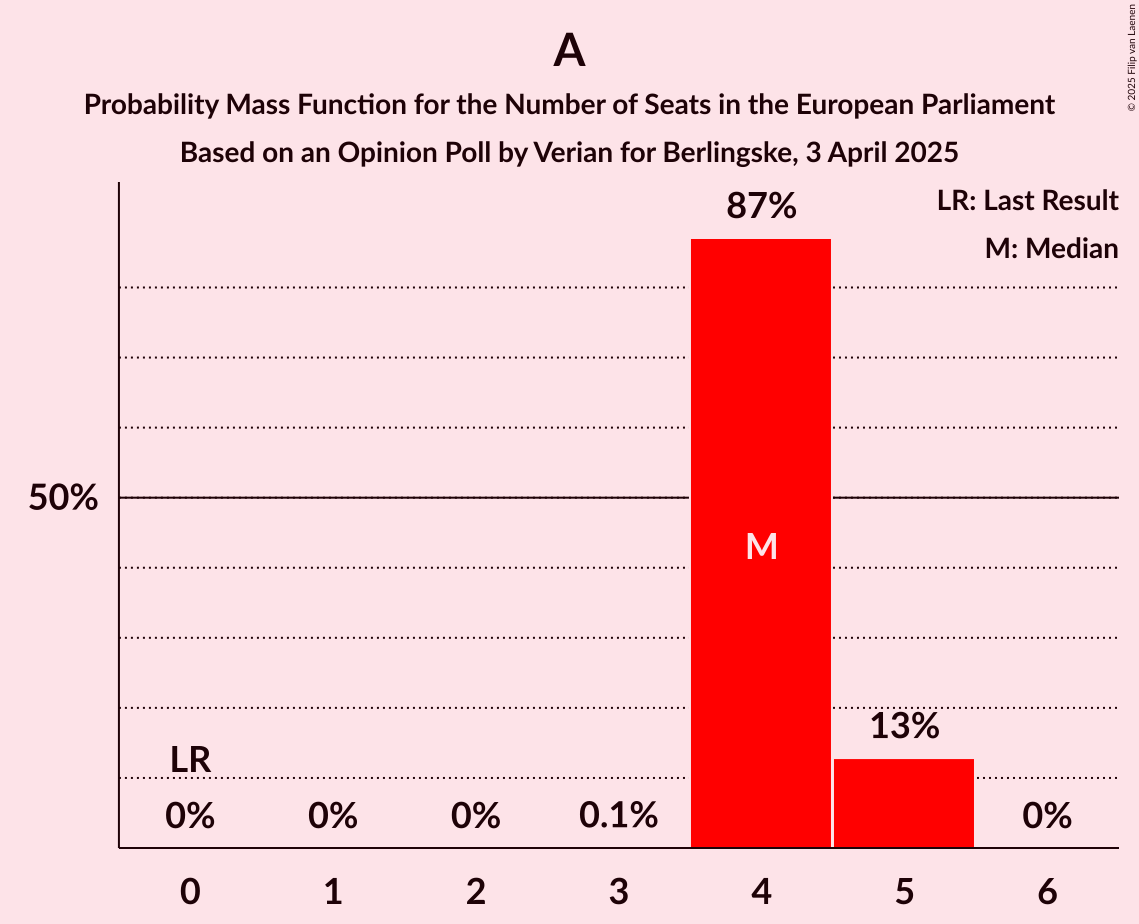 A
Probability Mass Function for the Number of Seats in the European Parliament
Based on an Opinion Poll by Verian for Berlingske, 3 April 2025
© 2025 Filip van Laenen
LR: Last Result
M: Median
87%
50%
M
13%
LR
0% 0% 0% 0.1% 0%
0 1 2 3 4 5 6